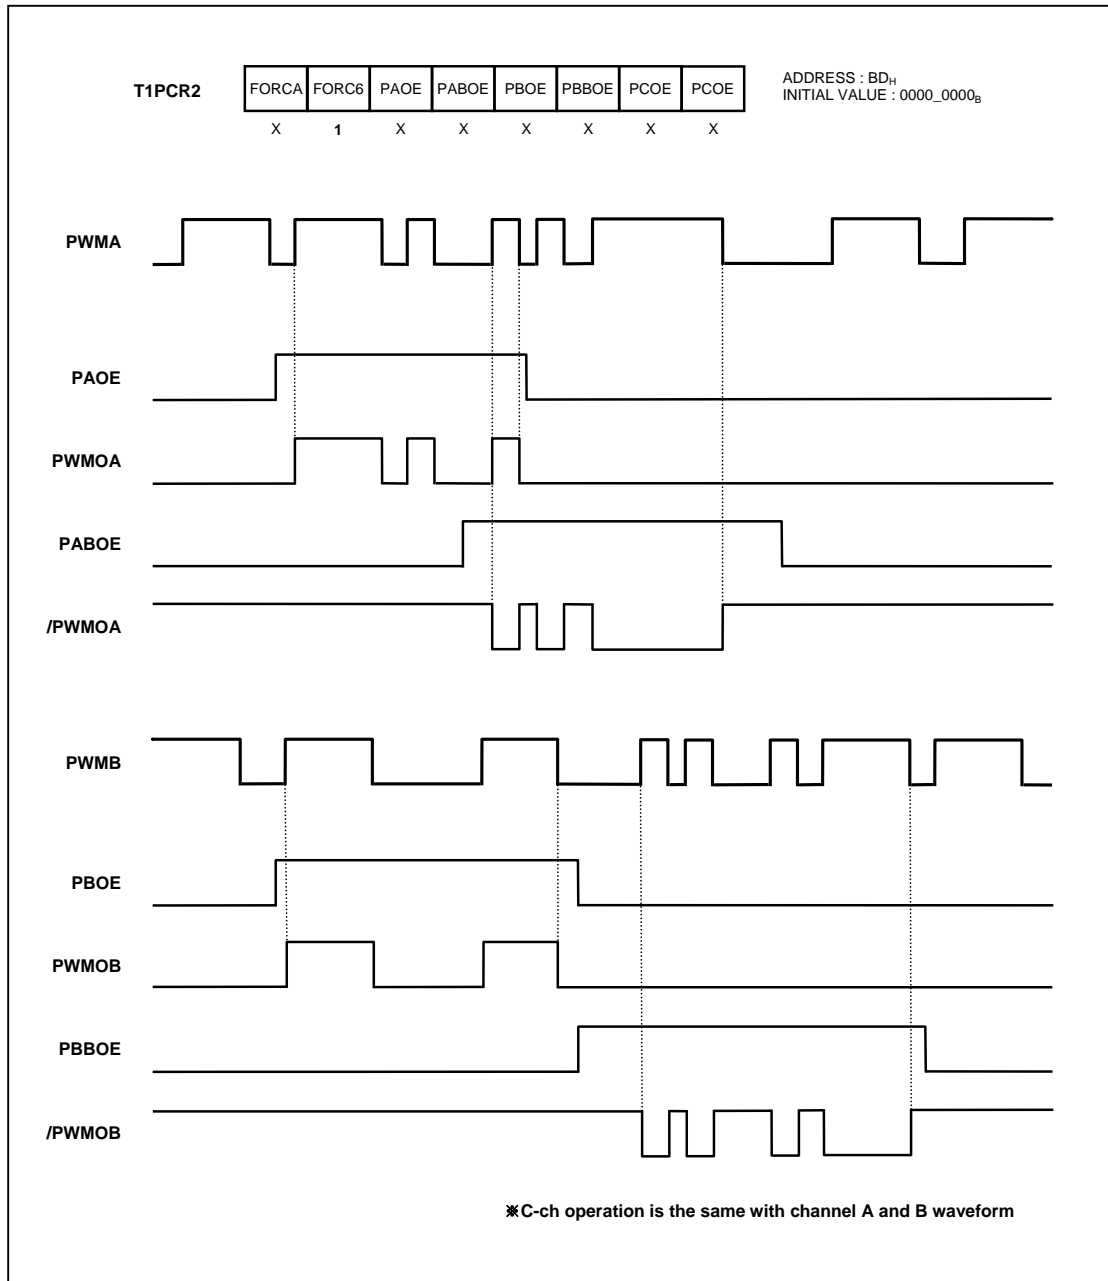 T1PCR2 FORCA FORC6 PAOE PABOE PBOE PBBOE PCOE PCOE
ADDRESS : BDH
INITIAL VALUE : 0000_0000B
X 1 X X X X X X
PWMA
PAOE
PWMOA
PABOE
/PWMOA
PWMB
PBOE
PWMOB
PBBOE
/PWMOB
※C-ch operation is the same with channel A and B waveform